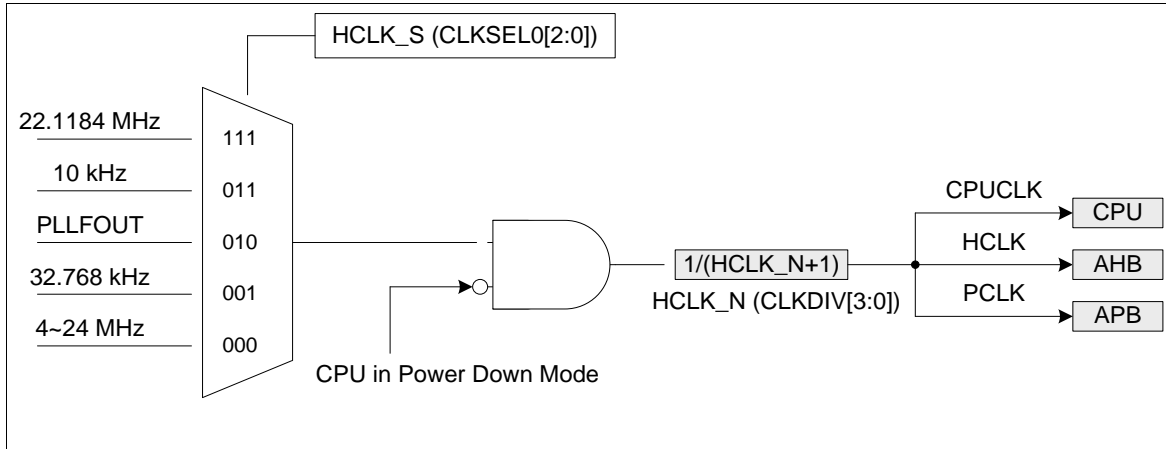 HCLK_S (CLKSEL0[2:0])
22.1184 MHz
111
10 kHz
011
PLLFOUT
010
32.768 kHz
001
4~24 MHz
000
CPU in Power Down Mode
1/(HCLK_N+1)
HCLK_N (CLKDIV[3:0])
CPUCLK
CPU
HCLK
AHB
PCLK
APB